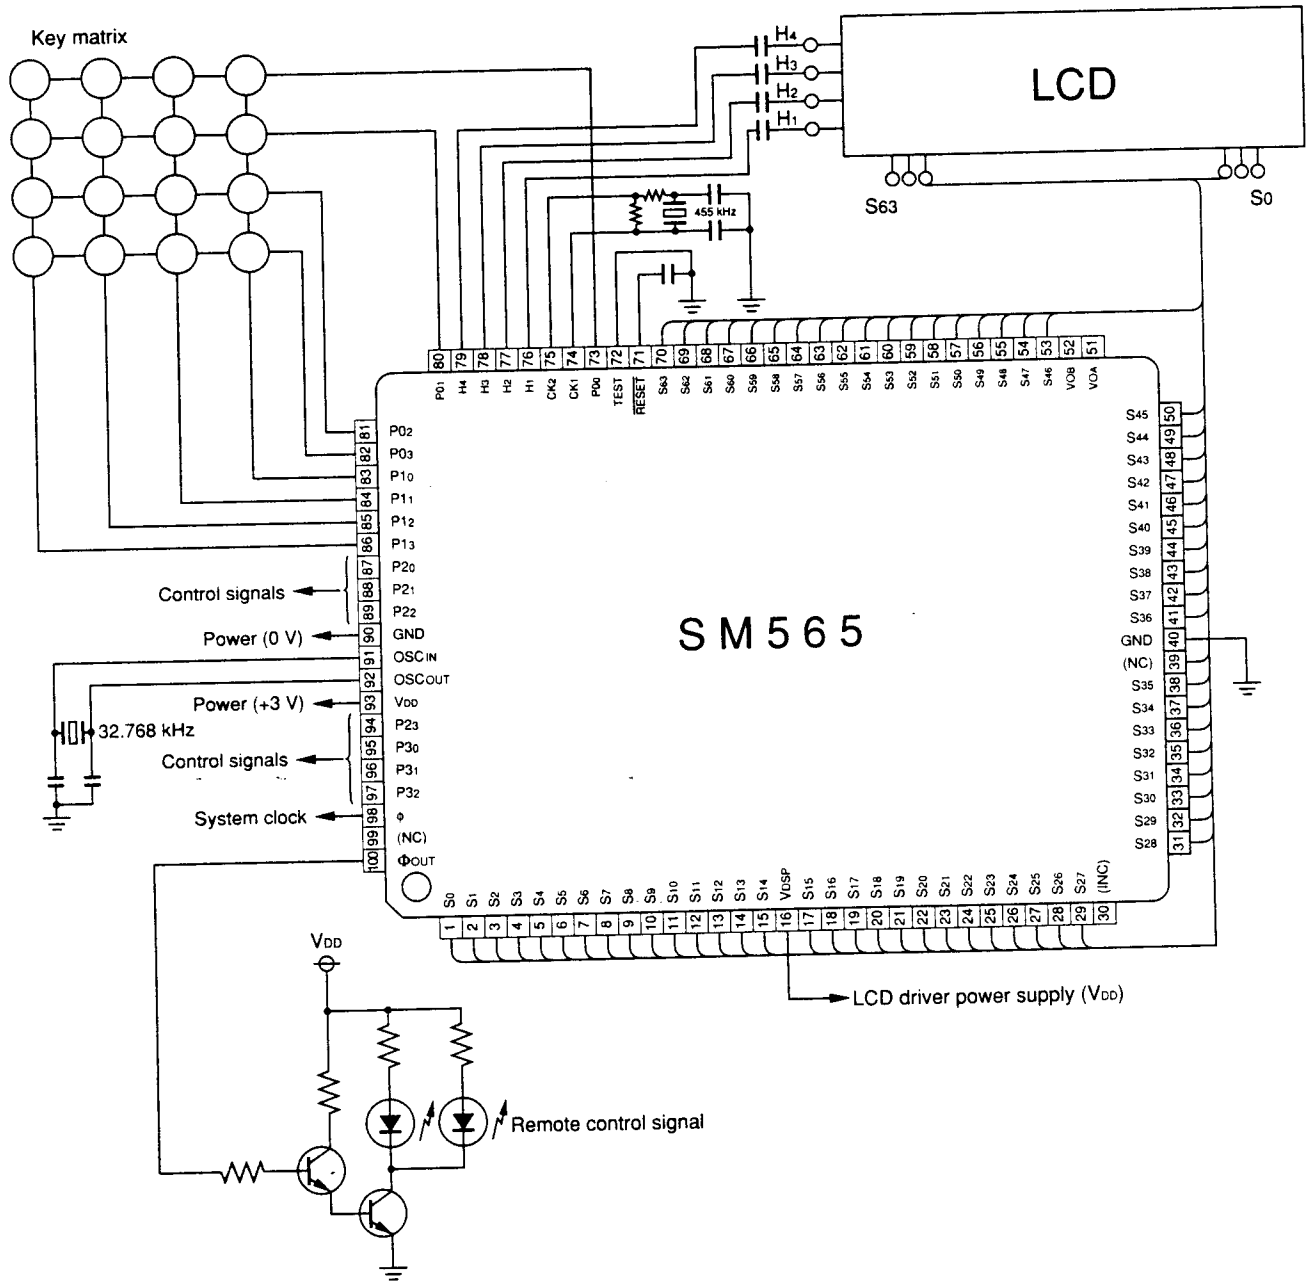 Key matrix
H4
H3
H2
H1
LCD
S63
S0
455 kHz
80 79 78 77 76 75 74 73 72 71 70 69 68 67 66 65 64 63 62 61 60 59 58 57 56 55 54 53 52 51
P01 H4 H3 H2 H1 CK2 CK1 P00 TEST RESET S63 S62 S61 S60 S59 S58 S57 S56 S55 S54 S53 S52 S51 S50 S49 S48 S47 S46 VOB VOA
81 P02
82 P03
83 P10
84 P11
85 P12
86 P13
87 P20
Control signals 88 P21
89 P22
Power (0 V) 90 GND
91 OSCIN
92 OSCOUT
Power (+3 V) 93 VDD
32.768 kHz
94 P23
95 P30
Control signals 96 P31
97 P32
System clock 98 ϕ
99 (NC)
100 ΦOUT
SM565
S45 50
S44 49
S43 48
S42 47
S41 46
S40 45
S39 44
S38 43
S37 42
S36 41
GND 40
(NC) 39
S35 38
S34 37
S33 36
S32 35
S31 34
S30 33
S29 32
S28 31
S0 S1 S2 S3 S4 S5 S6 S7 S8 S9 S10 S11 S12 S13 S14 VDSP S15 S16 S17 S18 S19 S20 S21 S22 S23 S24 S25 S26 S27 (INC)
1 2 3 4 5 6 7 8 9 10 11 12 13 14 15 16 17 18 19 20 21 22 23 24 25 26 27 28 29 30
VDD
LCD driver power supply (VDD)
Remote control signal